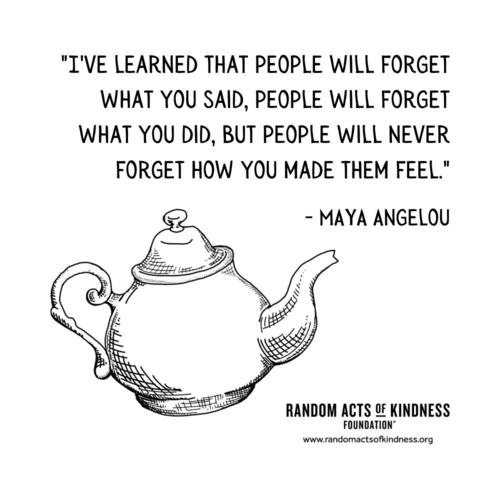 "I'VE LEARNED THAT PEOPLE WILL FORGET
WHAT YOU SAID, PEOPLE WILL FORGET
WHAT YOU DID, BUT PEOPLE WILL NEVER
FORGET HOW YOU MADE THEM FEEL."
- MAYA ANGELOU
RANDOM ACTS OF KINDNESS
FOUNDATION®
www.randomactsofkindness.org